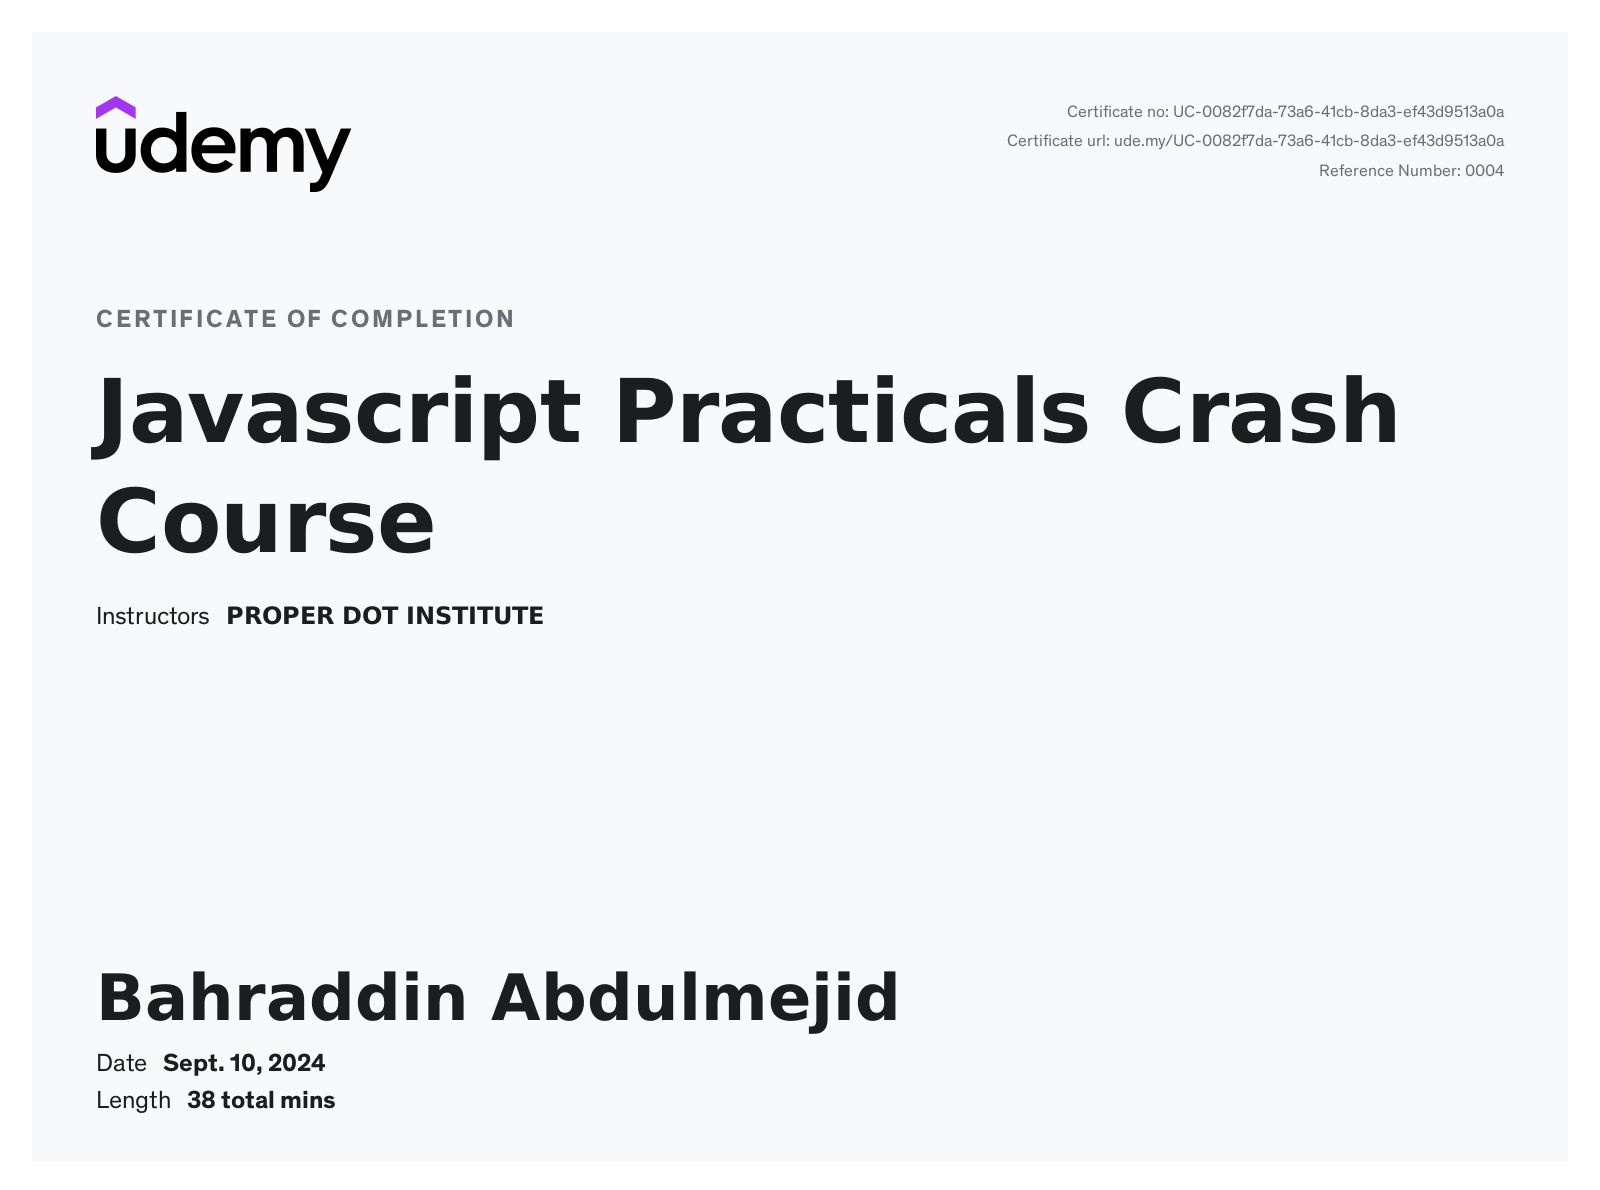 udemy
Certificate no: UC-0082f7da-73a6-41cb-8da3-ef43d9513a0a
Certificate url: ude.my/UC-0082f7da-73a6-41cb-8da3-ef43d9513a0a
Reference Number: 0004
CERTIFICATE OF COMPLETION
Javascript Practicals Crash
Course
Instructors PROPER DOT INSTITUTE
Bahraddin Abdulmejid
Date Sept. 10, 2024
Length 38 total mins